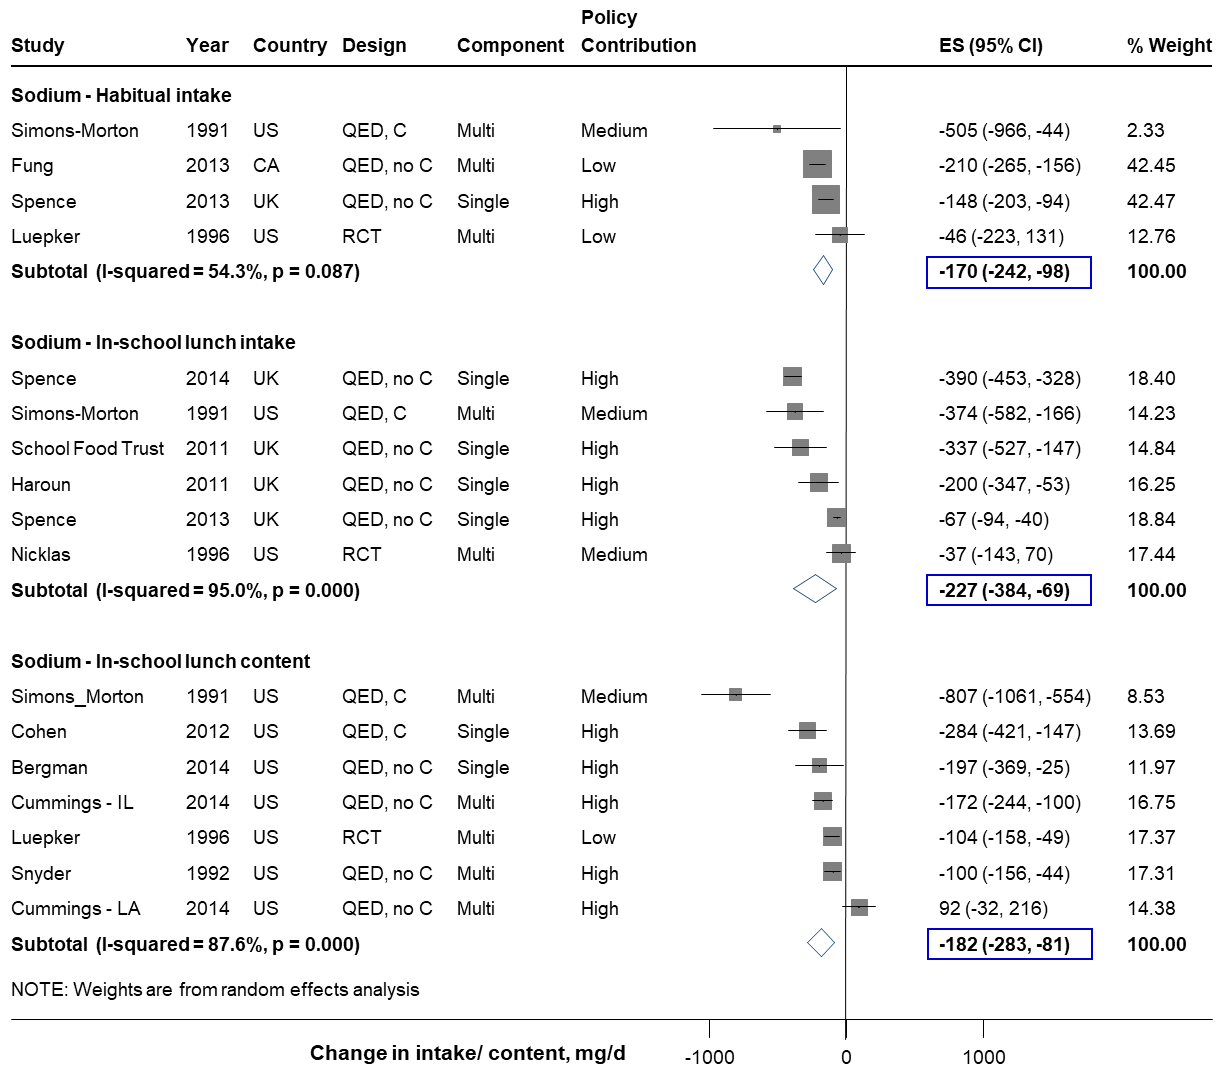 Policy
Study Year Country Design Component Contribution ES (95% CI) % Weight
Sodium - Habitual intake
Simons-Morton 1991 US QED, C Multi Medium -505 (-966, -44) 2.33
Fung 2013 CA QED, no C Multi Low -210 (-265, -156) 42.45
Spence 2013 UK QED, no C Single High -148 (-203, -94) 42.47
Luepker 1996 US RCT Multi Low -46 (-223, 131) 12.76
Subtotal (I-squared = 54.3%, p = 0.087) -170 (-242, -98) 100.00
Sodium - In-school lunch intake
Spence 2014 UK QED, no C Single High -390 (-453, -328) 18.40
Simons-Morton 1991 US QED, C Multi Medium -374 (-582, -166) 14.23
School Food Trust 2011 UK QED, no C Single High -337 (-527, -147) 14.84
Haroun 2011 UK QED, no C Single High -200 (-347, -53) 16.25
Spence 2013 UK QED, no C Single High -67 (-94, -40) 18.84
Nicklas 1996 US RCT Multi Medium -37 (-143, 70) 17.44
Subtotal (I-squared = 95.0%, p = 0.000) -227 (-384, -69) 100.00
Sodium - In-school lunch content
Simons_Morton 1991 US QED, C Multi Medium -807 (-1061, -554) 8.53
Cohen 2012 US QED, C Single High -284 (-421, -147) 13.69
Bergman 2014 US QED, no C Single High -197 (-369, -25) 11.97
Cummings - IL 2014 US QED, no C Multi High -172 (-244, -100) 16.75
Luepker 1996 US RCT Multi Low -104 (-158, -49) 17.37
Snyder 1992 US QED, no C Multi High -100 (-156, -44) 17.31
Cummings - LA 2014 US QED, no C Multi High 92 (-32, 216) 14.38
Subtotal (I-squared = 87.6%, p = 0.000) -182 (-283, -81) 100.00
NOTE: Weights are from random effects analysis
Change in intake/ content, mg/d -1000 0 1000